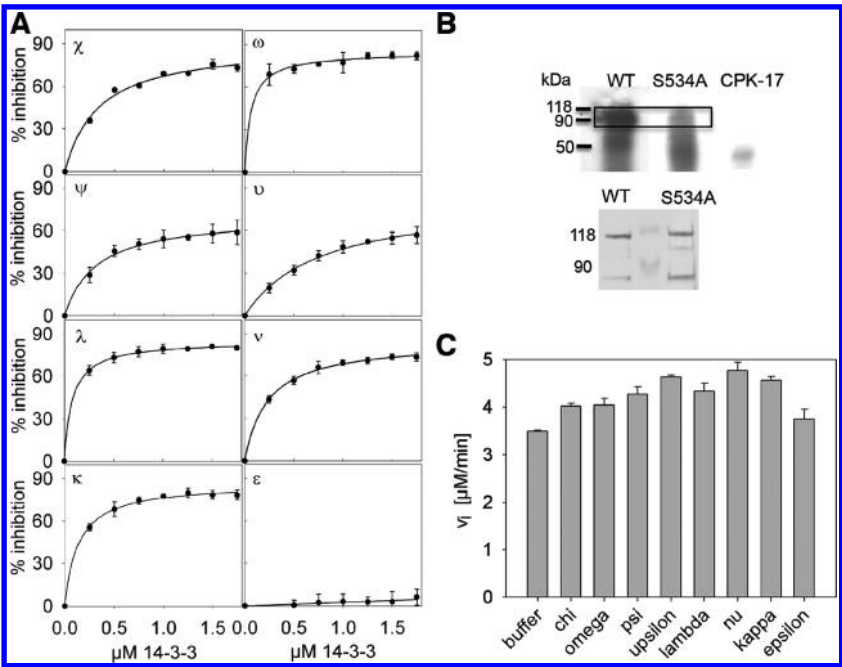 A
χ
ω
% inhibition
90
60
30
0
ψ
υ
% inhibition
90
60
30
0
λ
ν
% inhibition
90
60
30
0
κ
ε
% inhibition
90
60
30
0
0.0 0.5 1.0 1.5
0.0 0.5 1.0 1.5
µM 14-3-3
µM 14-3-3
B
kDa WT S534A CPK-17
118
90
50
WT S534A
118
90
C
vi [µM/min]
5
4
3
2
1
0
buffer
chi
omega
psi
upsilon
lambda
nu
kappa
epsilon